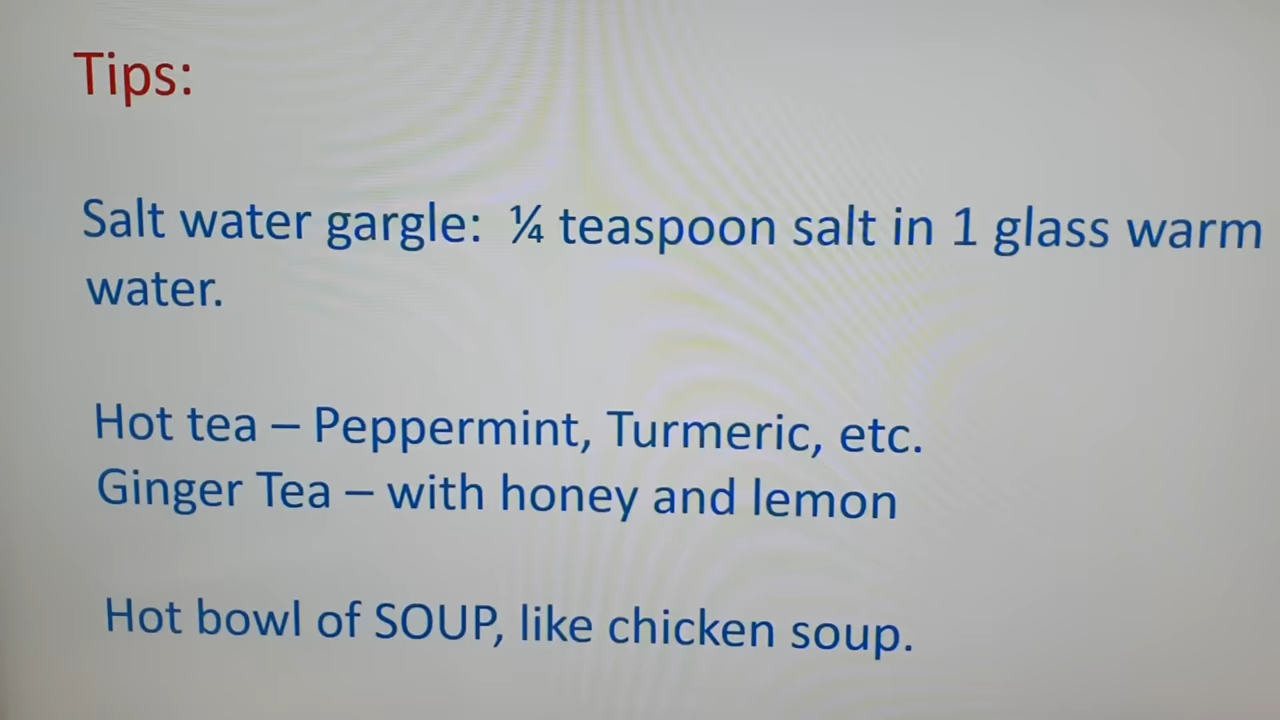 Tips:
Salt water gargle: ¼ teaspoon salt in 1 glass warm
water.
Hot tea – Peppermint, Turmeric, etc.
Ginger Tea – with honey and lemon
Hot bowl of SOUP, like chicken soup.